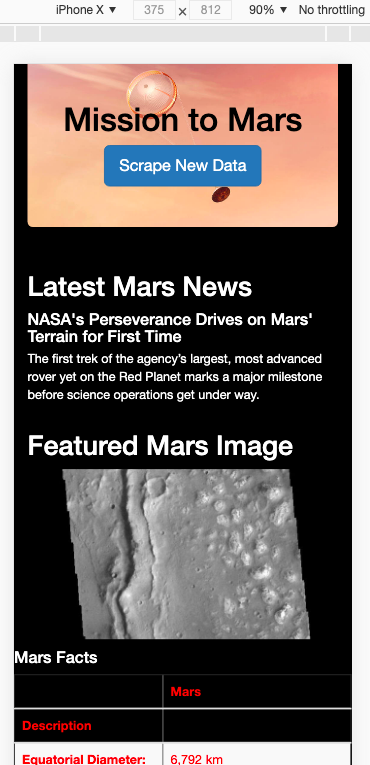 iPhone X ▼ 375 × 812 90% ▼ No throttling
Mission to Mars
Scrape New Data
Latest Mars News
NASA's Perseverance Drives on Mars'
Terrain for First Time
The first trek of the agency’s largest, most advanced
rover yet on the Red Planet marks a major milestone
before science operations get under way.
Featured Mars Image
Mars Facts
Mars
Description
Equatorial Diameter: 6,792 km